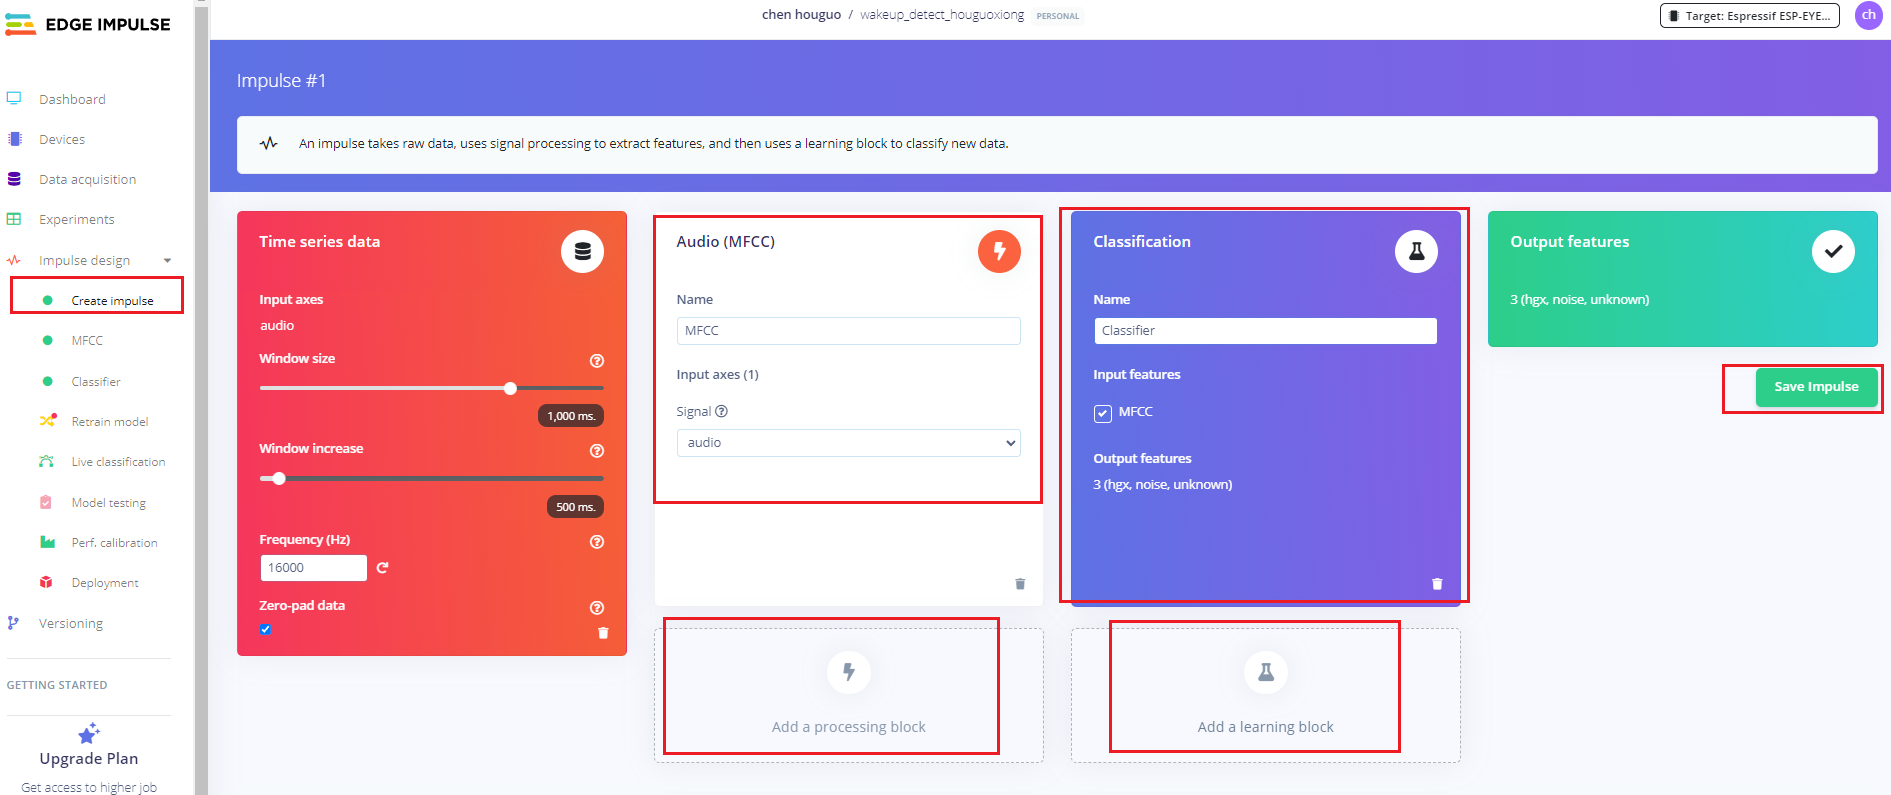 EDGE IMPULSE
chen houguo / wakeup_detect_houguoxiong PERSONAL
Target: Espressif ESP-EYE...
ch
Dashboard
Devices
Data acquisition
Experiments
Impulse design
Create impulse
MFCC
Classifier
Retrain model
Live classification
Model testing
Perf. calibration
Deployment
Versioning
GETTING STARTED
Upgrade Plan
Get access to higher job
Impulse #1
An impulse takes raw data, uses signal processing to extract features, and then uses a learning block to classify new data.
Time series data
Input axes
audio
Window size
1,000 ms.
Window increase
500 ms.
Frequency (Hz)
16000
Zero-pad data
Audio (MFCC)
Name
MFCC
Input axes (1)
Signal
audio
Add a processing block
Classification
Name
Classifier
Input features
MFCC
Output features
3 (hgx, noise, unknown)
Add a learning block
Output features
3 (hgx, noise, unknown)
Save Impulse